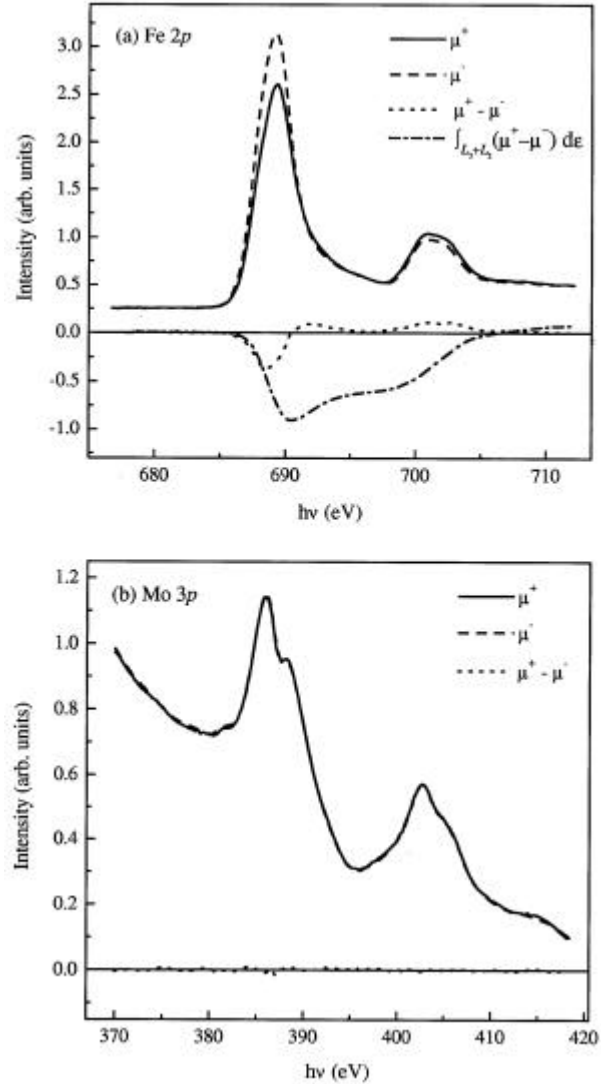 (a) Fe 2p
μ⁺
μ⁻
μ⁺ - μ⁻
∫L₃+L₂(μ⁺−μ⁻) dε
3.0
2.5
2.0
1.5
1.0
0.5
0.0
-0.5
-1.0
Intensity (arb. units)
680 690 700 710
hν (eV)
(b) Mo 3p
μ⁺
μ⁻
μ⁺ - μ⁻
1.2
1.0
0.8
0.6
0.4
0.2
0.0
Intensity (arb. units)
370 380 390 400 410 420
hν (eV)